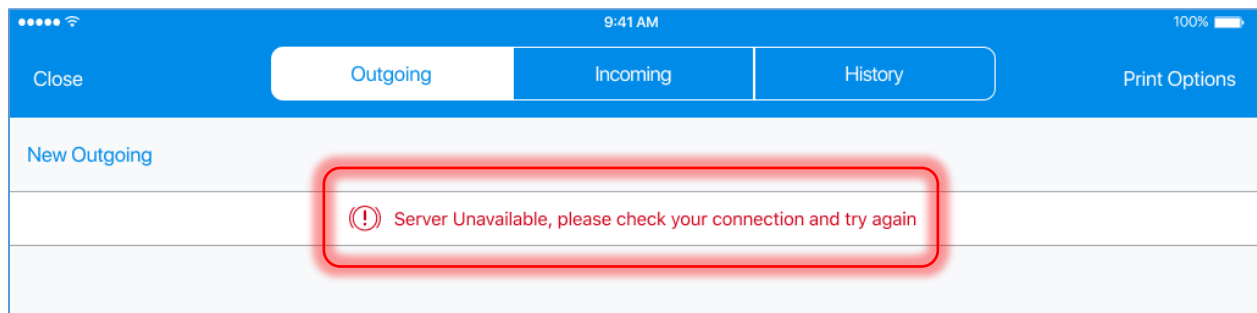 9:41 AM
100%
Close
Outgoing
Incoming
History
Print Options
New Outgoing
Server Unavailable, please check your connection and try again